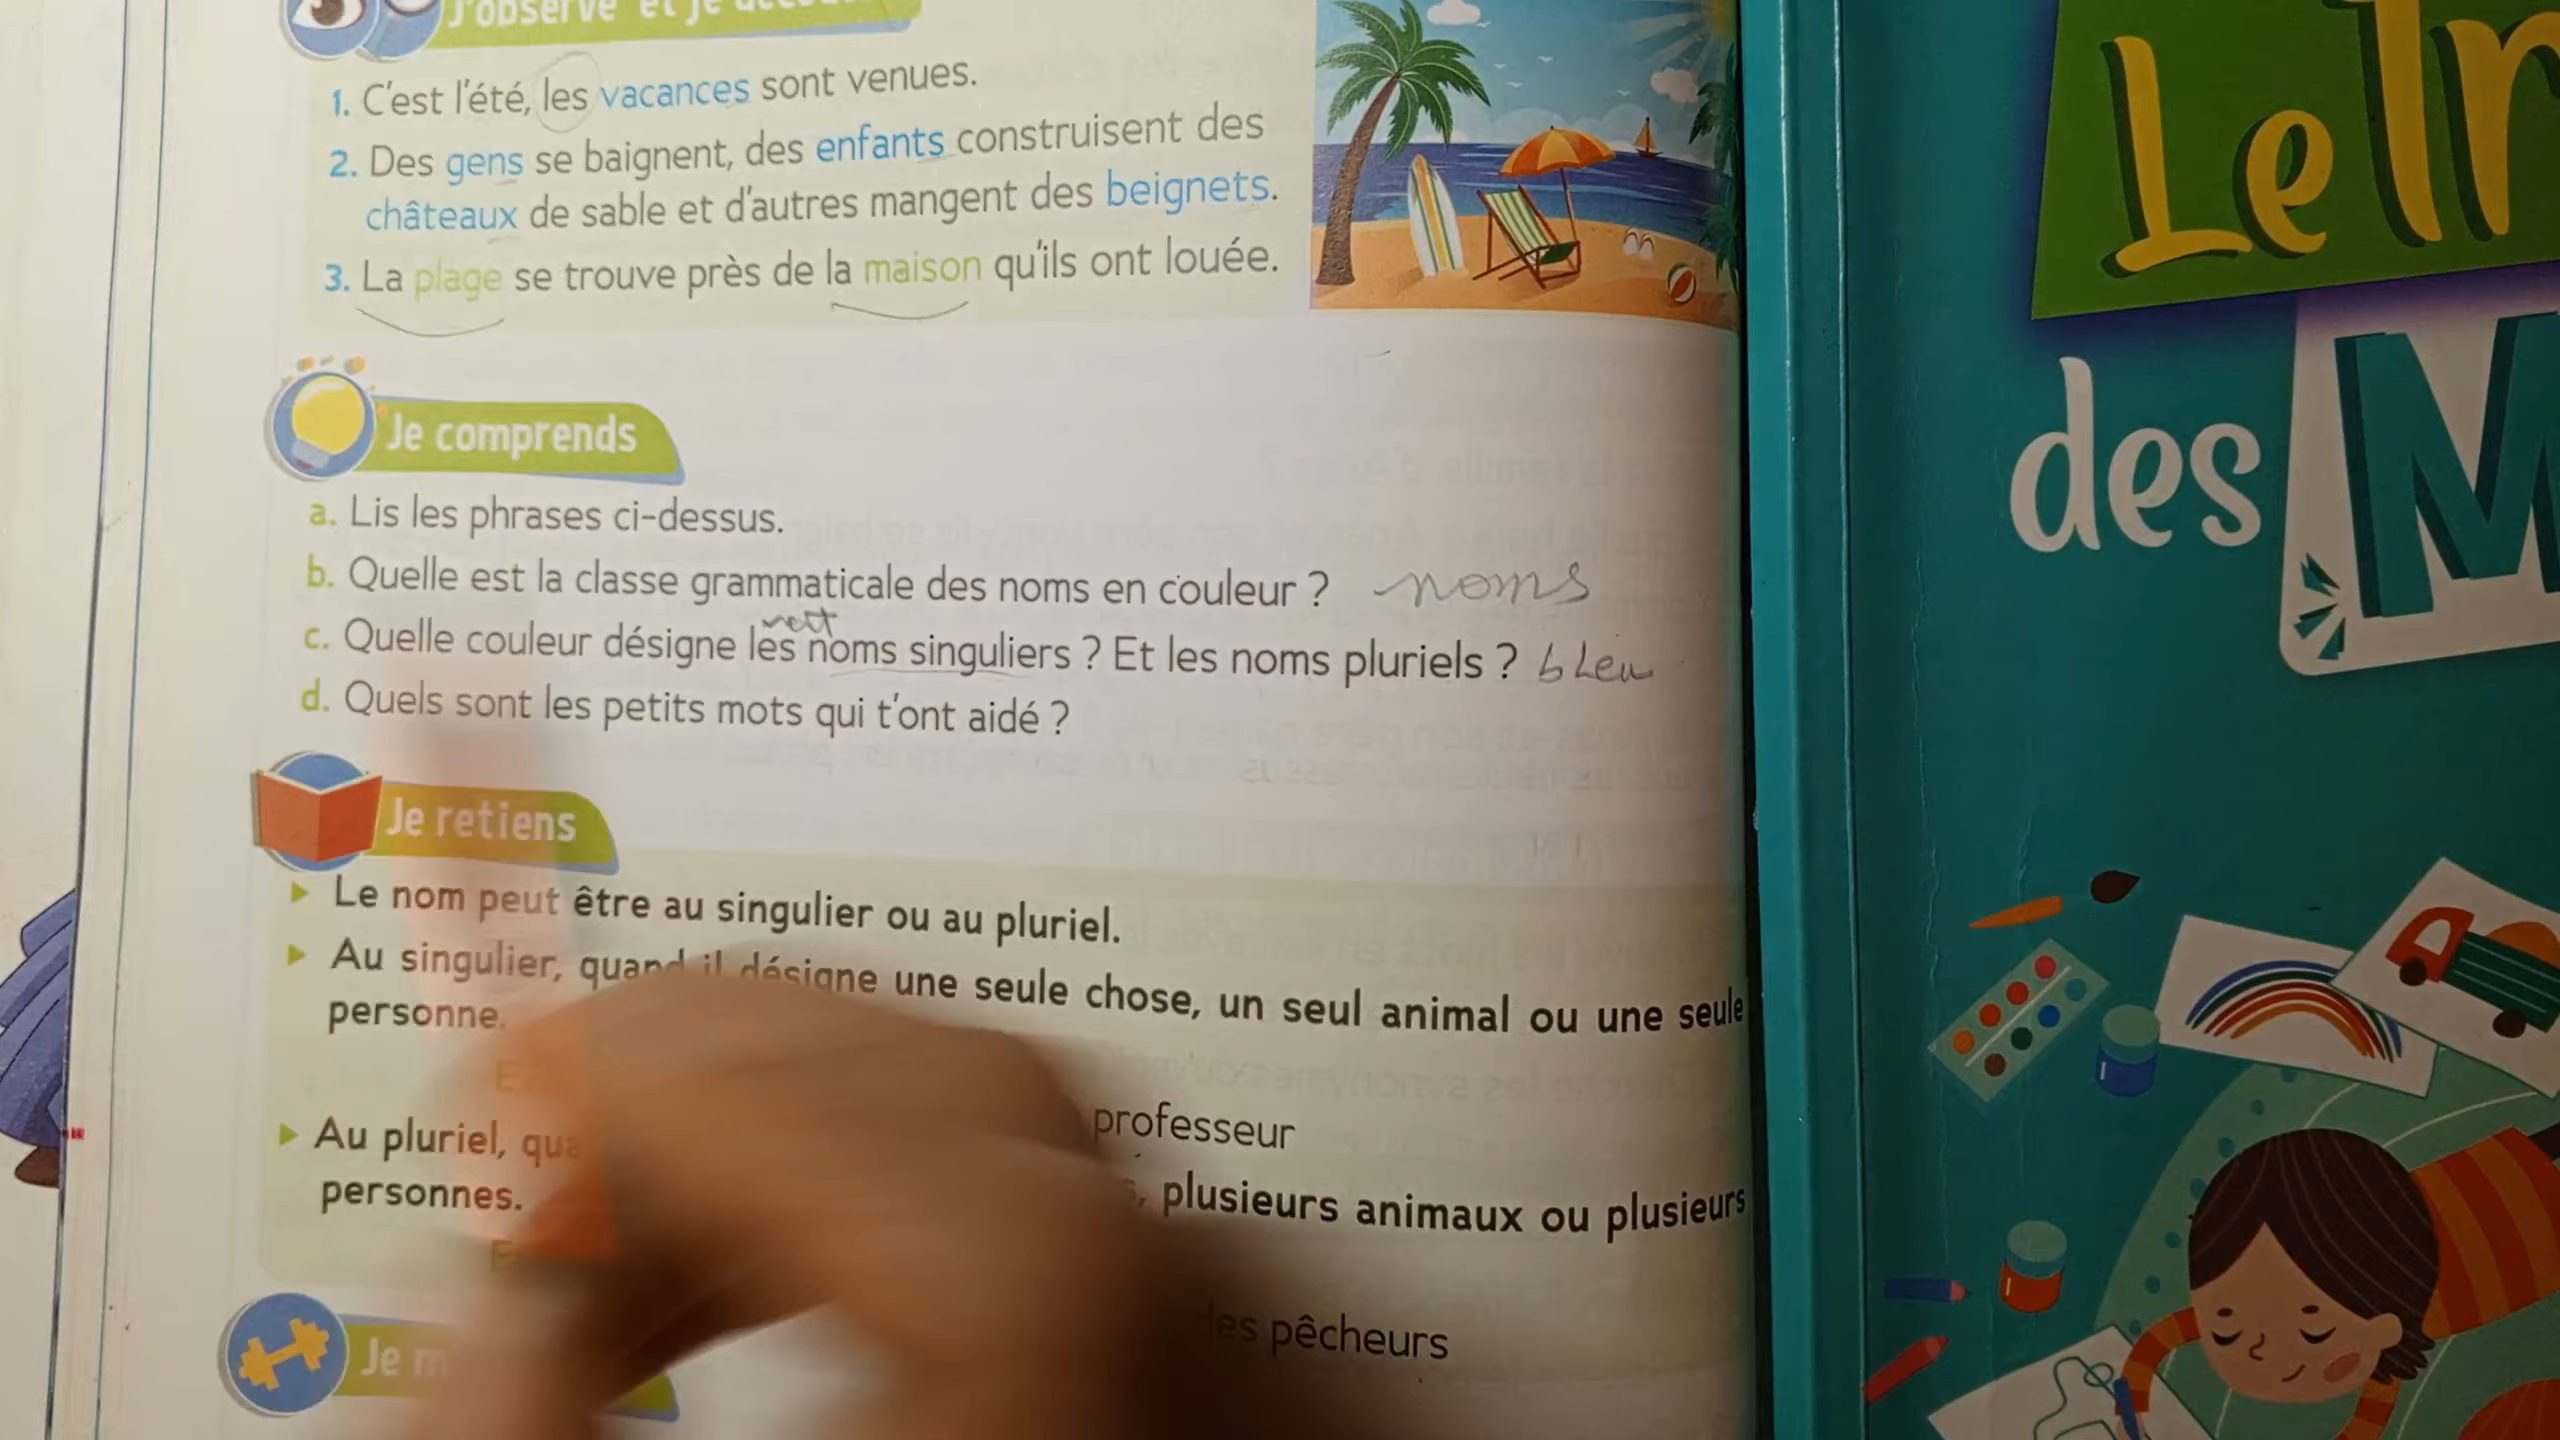 J'observe et je
1. C'est l'été, les vacances sont venues.
2. Des gens se baignent, des enfants construisent des
châteaux de sable et d'autres mangent des beignets.
3. La plage se trouve près de la maison qu'ils ont louée.
Je comprends
a. Lis les phrases ci-dessus.
b. Quelle est la classe grammaticale des noms en couleur ? noms
c. Quelle couleur désigne les noms singuliers ? Et les noms pluriels ? bleu
d. Quels sont les petits mots qui t'ont aidé ?
Je retiens
Le nom peut être au singulier ou au pluriel.
Au singulier, quand il désigne une seule chose, un seul animal ou une seule
personne.
professeur
Au pluriel, plusieurs animaux ou plusieurs
personnes.
pêcheurs
Je
Le
des